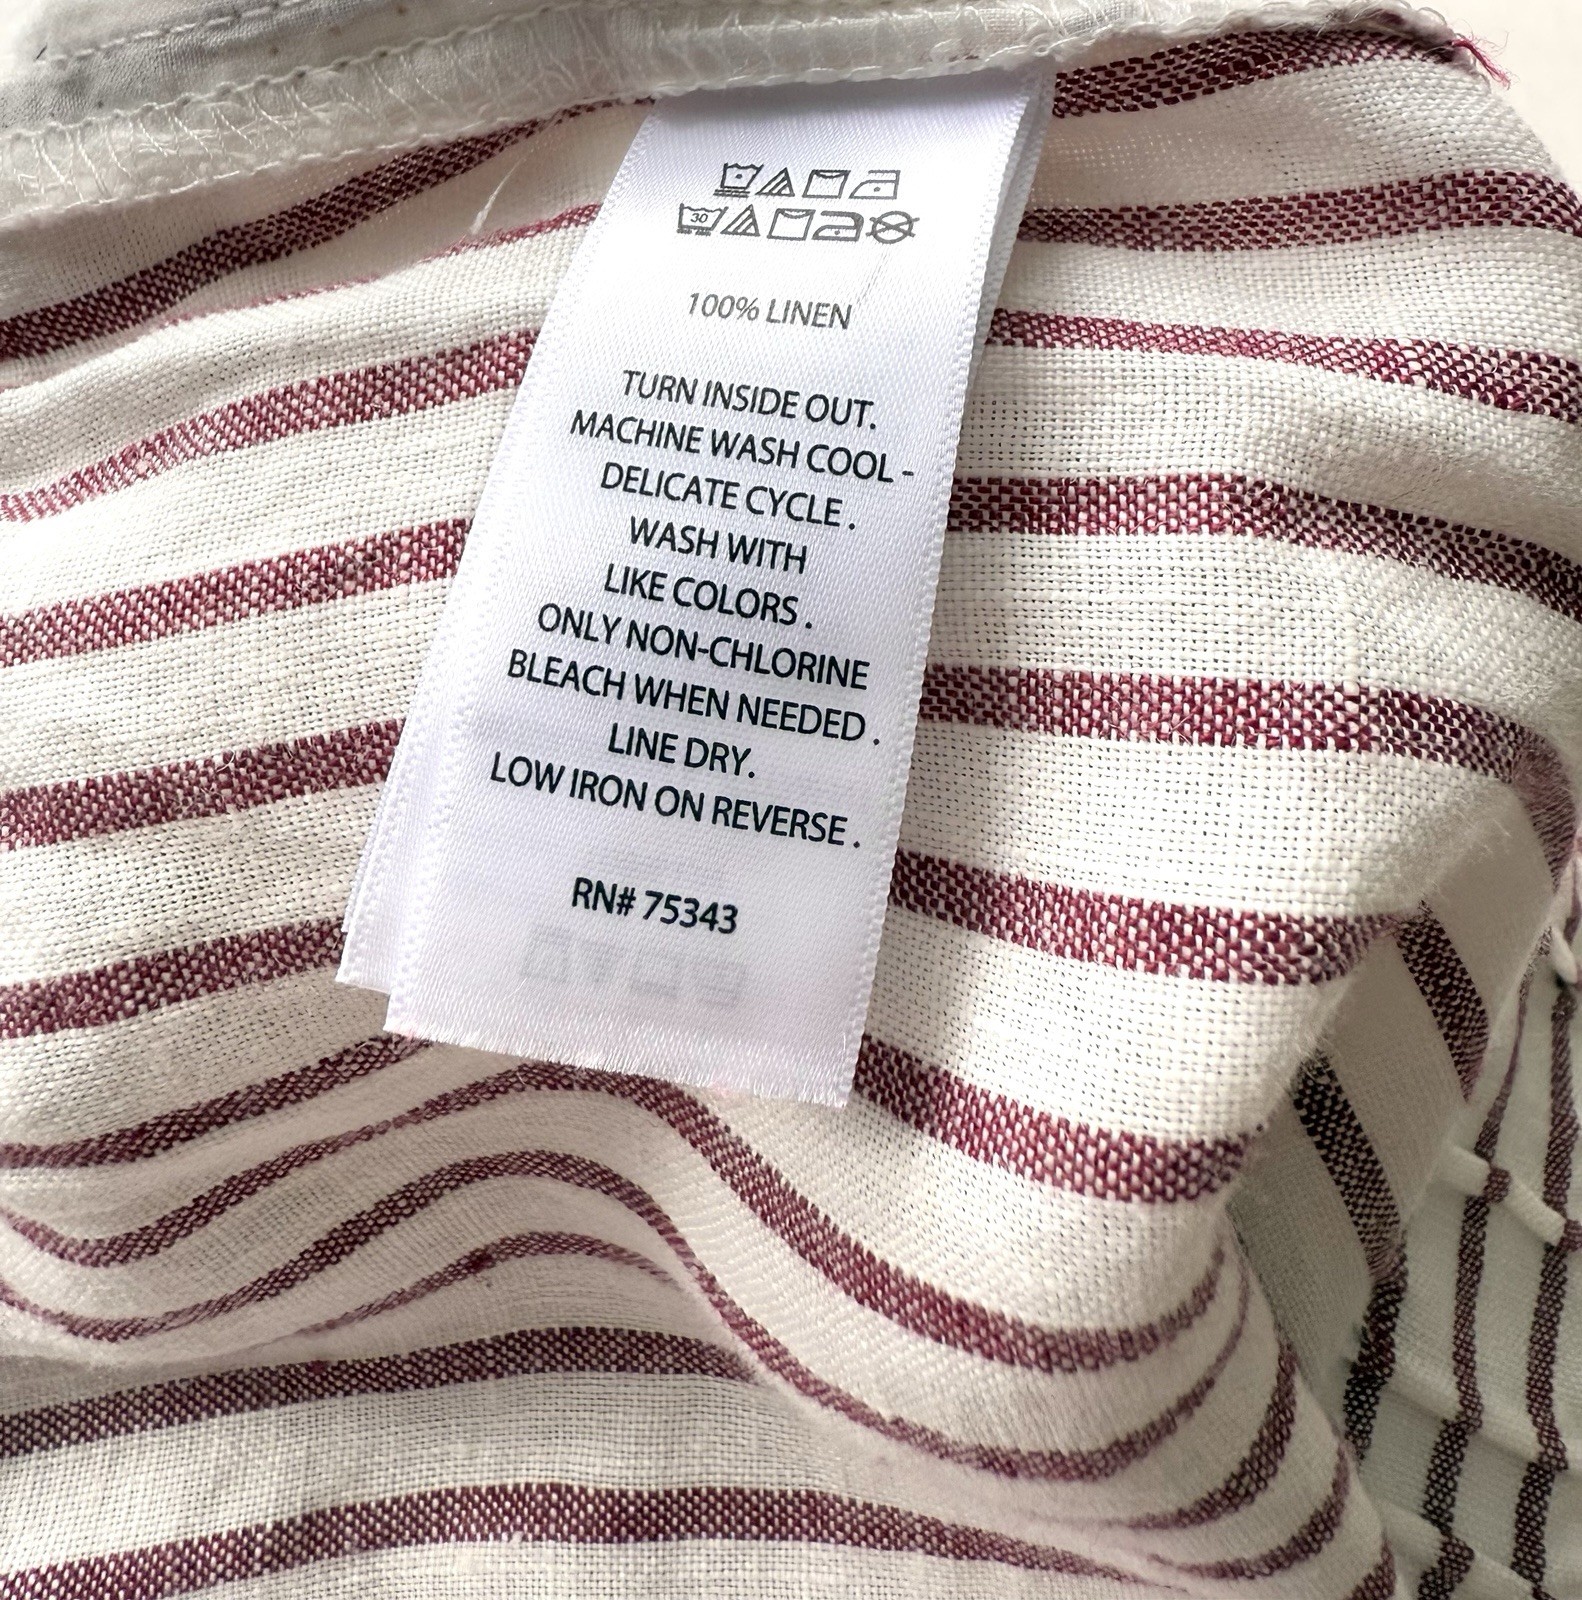 30
100% LINEN
TURN INSIDE OUT.
MACHINE WASH COOL -
DELICATE CYCLE .
WASH WITH
LIKE COLORS .
ONLY NON-CHLORINE
BLEACH WHEN NEEDED .
LINE DRY.
LOW IRON ON REVERSE .
RN# 75343